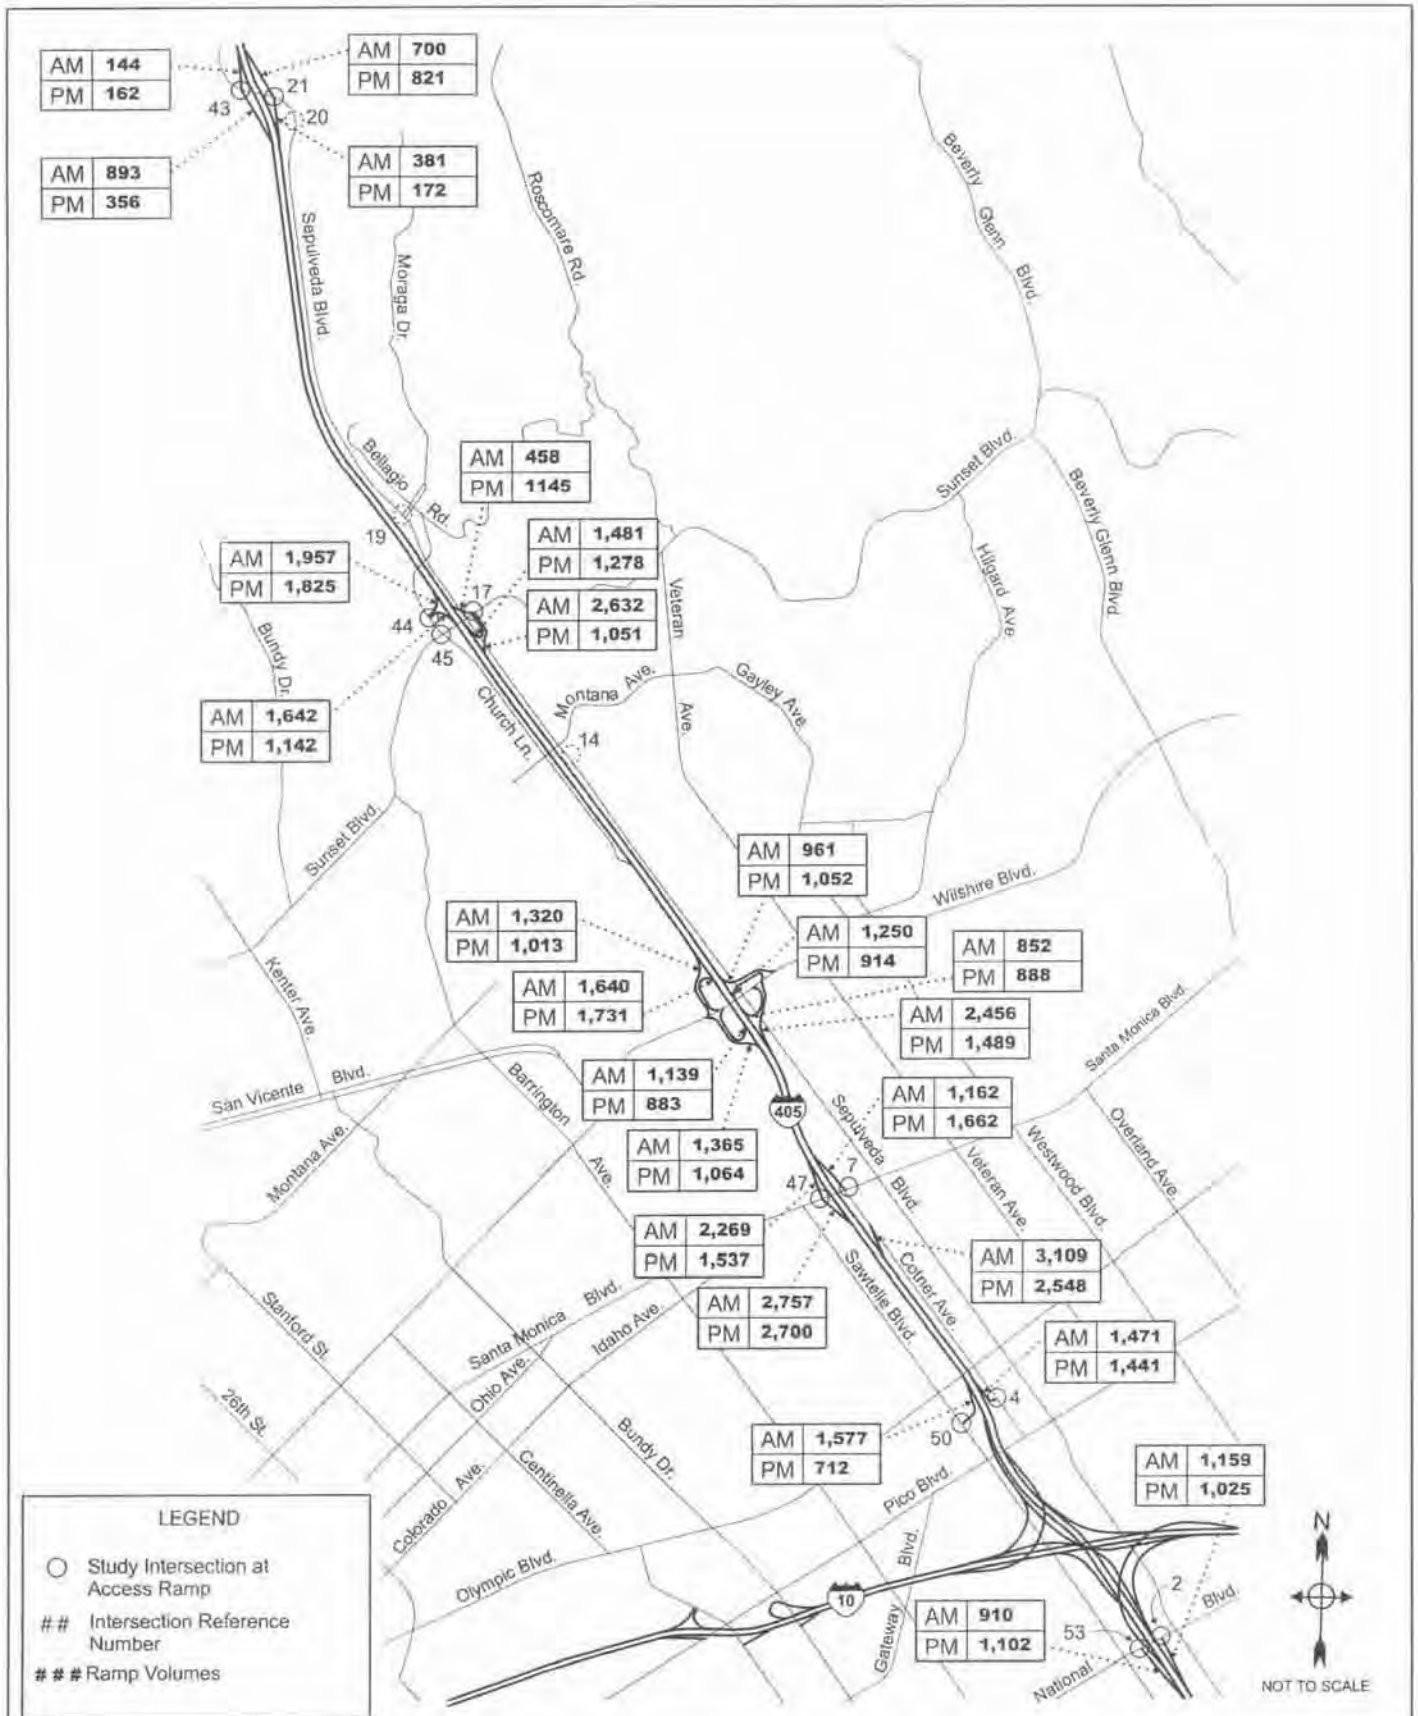 AM 144
PM 162
AM 700
PM 821
43
21
20
AM 893
PM 356
AM 381
PM 172
Sepulveda Blvd.
Moraga Dr.
Roscomare Rd.
Beverly Glenn Blvd.
Bellagio Rd.
AM 458
PM 1145
Sunset Blvd.
Beverly Glenn Blvd.
19
AM 1,481
PM 1,278
AM 1,957
PM 1,825
Hilgard Ave.
17
AM 2,632
PM 1,051
Veteran Ave.
44
45
Bundy Dr.
Church Ln.
Montana Ave.
Gayley Ave.
AM 1,642
PM 1,142
14
Sunset Blvd.
AM 961
PM 1,052
Wilshire Blvd.
AM 1,320
PM 1,013
AM 1,250
PM 914
AM 852
PM 888
Kenter Ave.
AM 1,640
PM 1,731
AM 2,456
PM 1,489
Santa Monica Blvd.
San Vicente Blvd.
Barrington Ave.
AM 1,139
PM 883
405
AM 1,162
PM 1,662
Sepulveda Blvd.
Montana Ave.
AM 1,365
PM 1,064
Overland Ave.
Westwood Blvd.
Veteran Ave.
47
7
AM 2,269
PM 1,537
AM 3,109
PM 2,548
Cotner Ave.
Sawtelle Blvd.
Stanford St.
Santa Monica Blvd.
Idaho Ave.
AM 2,757
PM 2,700
AM 1,471
PM 1,441
Ohio Ave.
26th St.
4
50
AM 1,577
PM 712
Bundy Dr.
Centinella Ave.
Colorado Ave.
Pico Blvd.
AM 1,159
PM 1,025
Olympic Blvd.
10
Gateway Blvd.
2
AM 910
PM 1,102
53
National Blvd.
LEGEND
Study Intersection at
Access Ramp
## Intersection Reference
Number
### Ramp Volumes
N
NOT TO SCALE